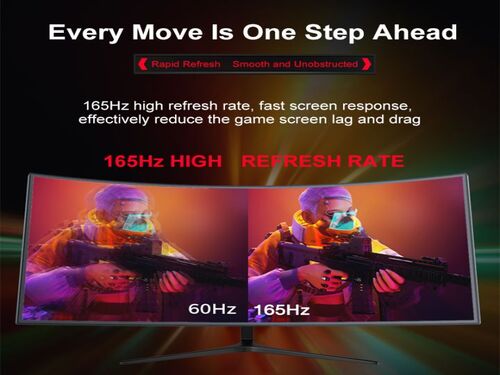 Every Move Is One Step Ahead
Rapid Refresh Smooth and Unobstructed
165Hz high refresh rate, fast screen response,
effectively reduce the game screen lag and drag
165Hz HIGH REFRESH RATE
60Hz 165Hz